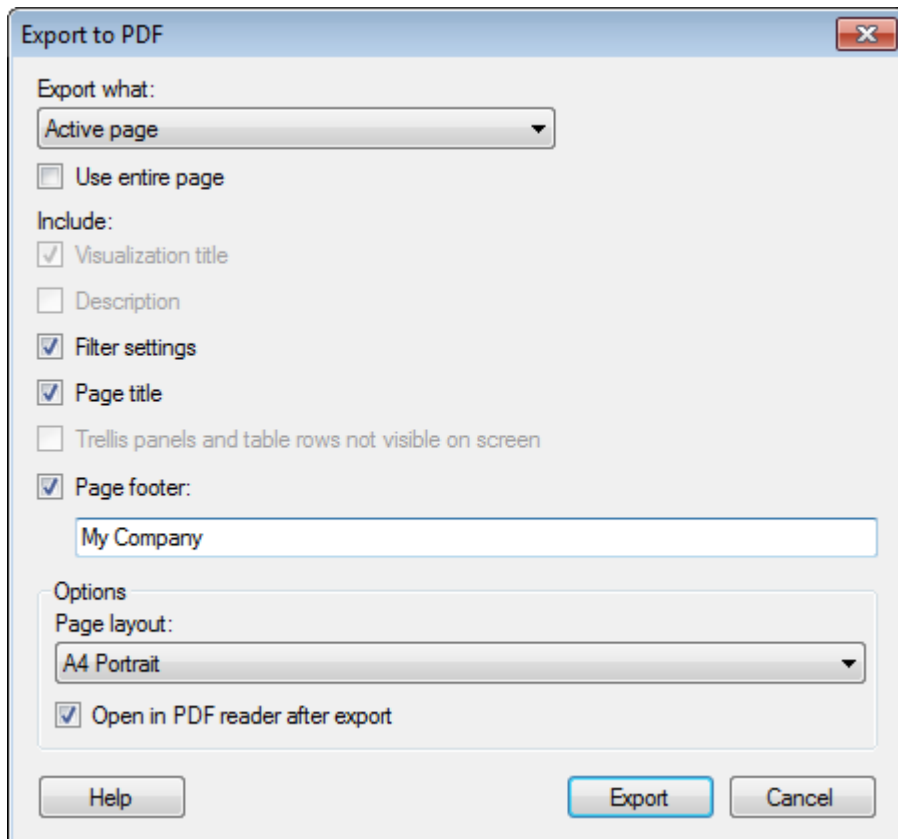 Export to PDF
Export what:
Active page
Use entire page
Include:
Visualization title
Description
Filter settings
Page title
Trellis panels and table rows not visible on screen
Page footer:
My Company
Options
Page layout:
A4 Portrait
Open in PDF reader after export
Help Export Cancel